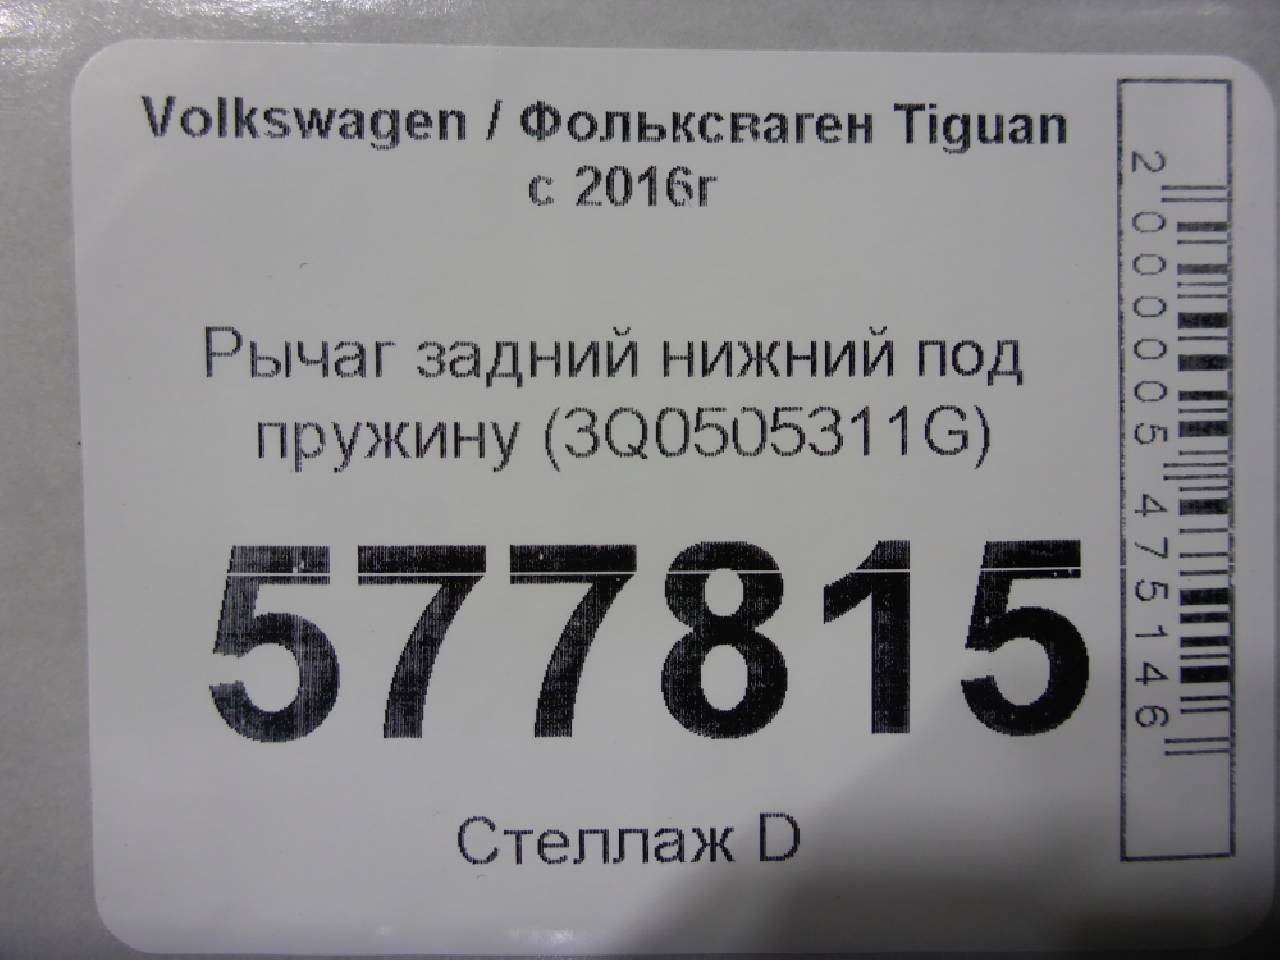 Volkswagen / Фольксваген Tiguan
с 2016г
Рычаг задний нижний под
пружину (3Q0505311G)
577815
Стеллаж D
2000005475146